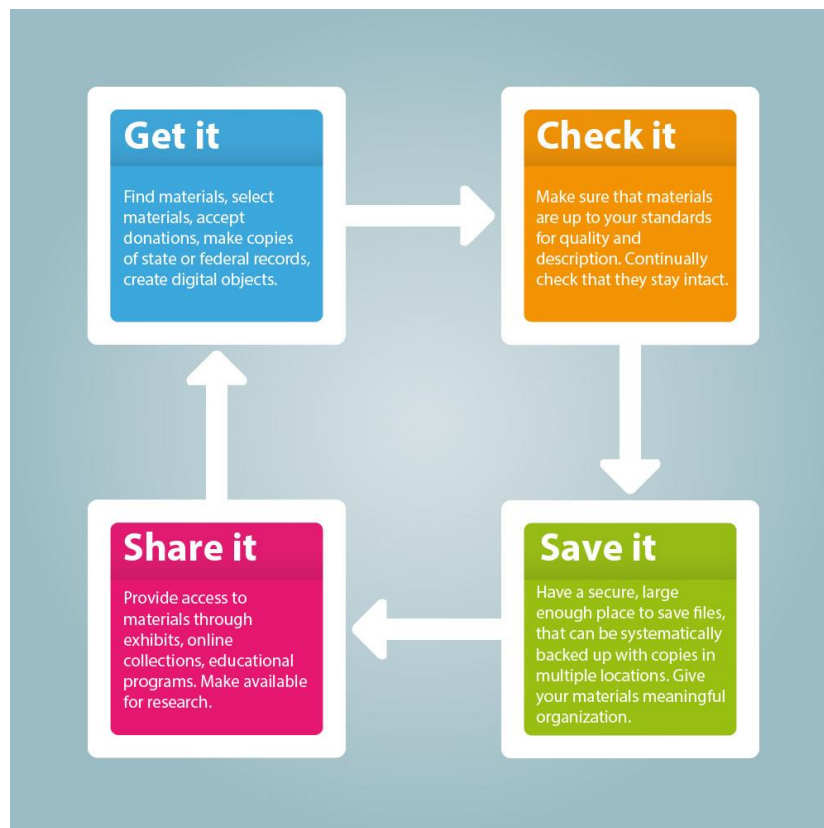 Get it
Find materials, select
materials, accept
donations, make copies
of state or federal records,
create digital objects.
Check it
Make sure that materials
are up to your standards
for quality and
description. Continually
check that they stay intact.
Save it
Have a secure, large
enough place to save files,
that can be systematically
backed up with copies in
multiple locations. Give
your materials meaningful
organization.
Share it
Provide access to
materials through
exhibits, online
collections, educational
programs. Make available
for research.